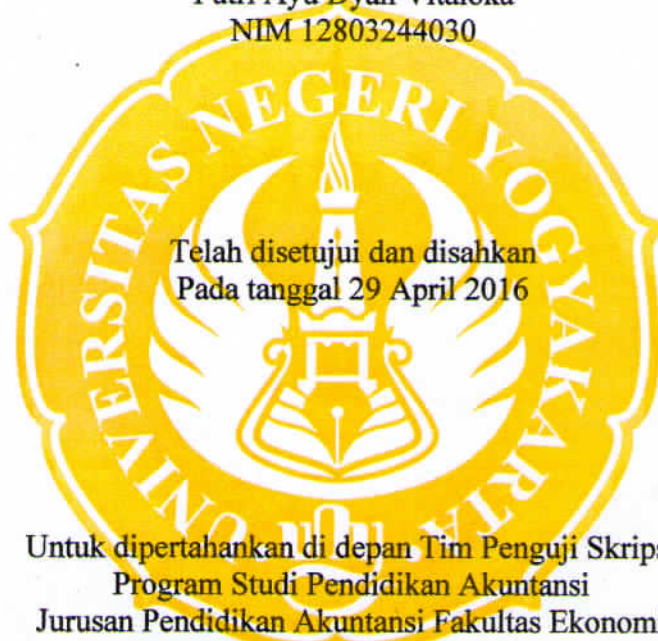 NIM 12803244030
UNIVERSITAS NEGERI YOGYAKARTA
Telah disetujui dan disahkan
Pada tanggal 29 April 2016
Untuk dipertahankan di depan Tim Penguji Skrips
Program Studi Pendidikan Akuntansi
Jurusan Pendidikan Akuntansi Fakultas Ekonom